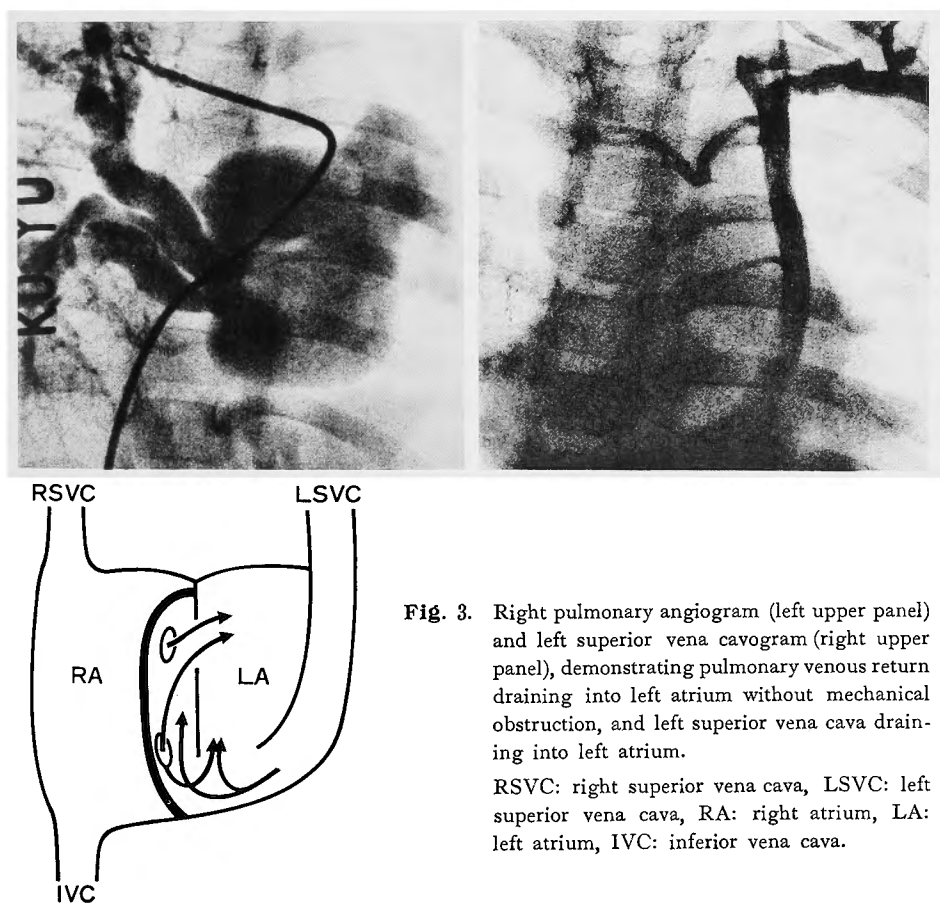 KO YU
RSVC
LSVC
RA
LA
IVC
Fig. 3. Right pulmonary angiogram (left upper panel)
and left superior vena cavogram (right upper
panel), demonstrating pulmonary venous return
draining into left atrium without mechanical
obstruction, and left superior vena cava drain-
ing into left atrium.
RSVC: right superior vena cava, LSVC: left
superior vena cava, RA: right atrium, LA:
left atrium, IVC: inferior vena cava.